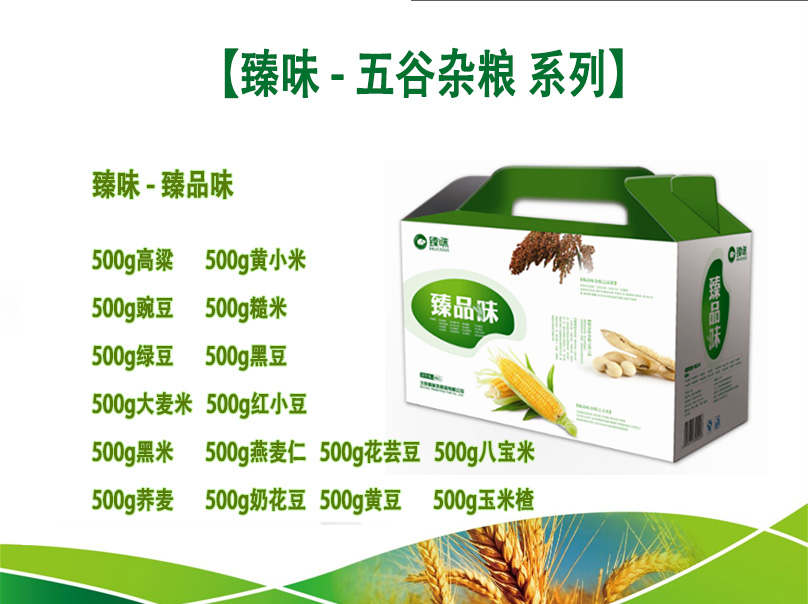 【臻味 - 五谷杂粮 系列】
臻味 - 臻品味
500g高粱 500g黄小米
500g豌豆 500g糙米
500g绿豆 500g黑豆
500g大麦米 500g红小豆
500g黑米 500g燕麦仁 500g花芸豆 500g八宝米
500g荞麦 500g奶花豆 500g黄豆 500g玉米楂
臻味
臻品味
臻味
臻品味